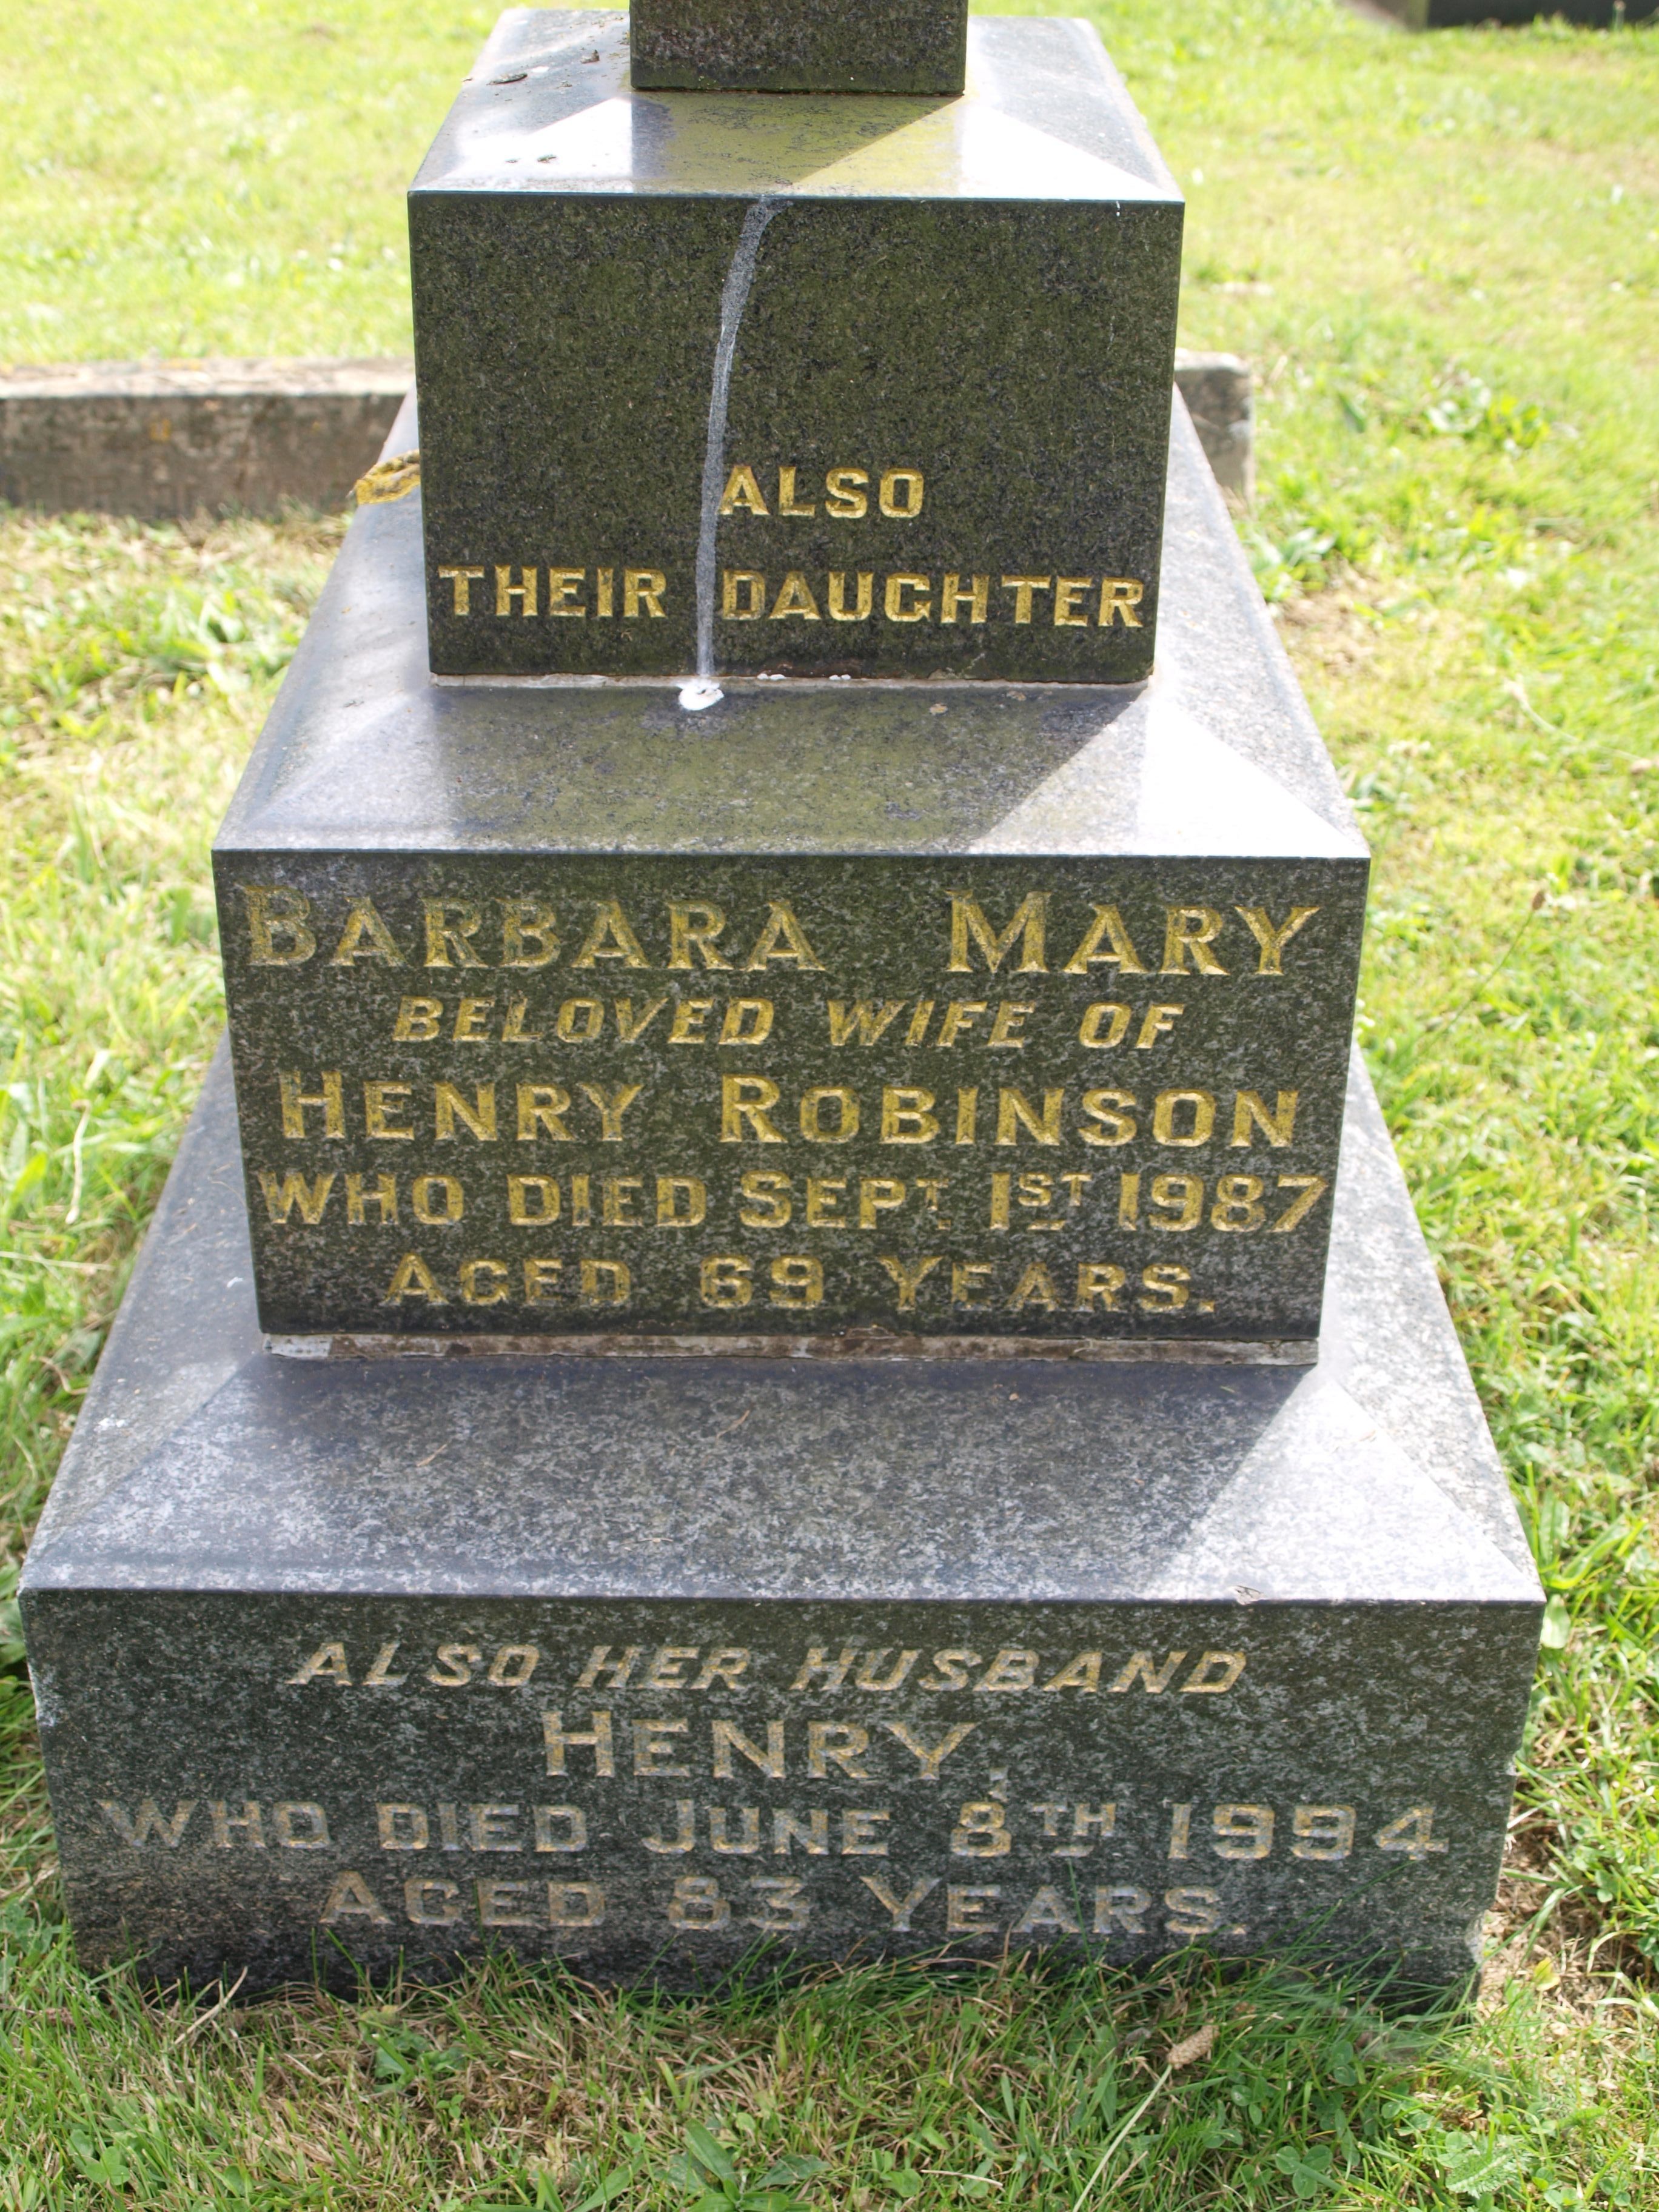 ALSO
THEIR DAUGHTER
BARBARA MARY
BELOVED WIFE OF
HENRY ROBINSON
WHO DIED SEPT. 1ST 1987
AGED 69 YEARS.
ALSO HER HUSBAND
HENRY,
WHO DIED JUNE 8TH 1994
AGED 83 YEARS.